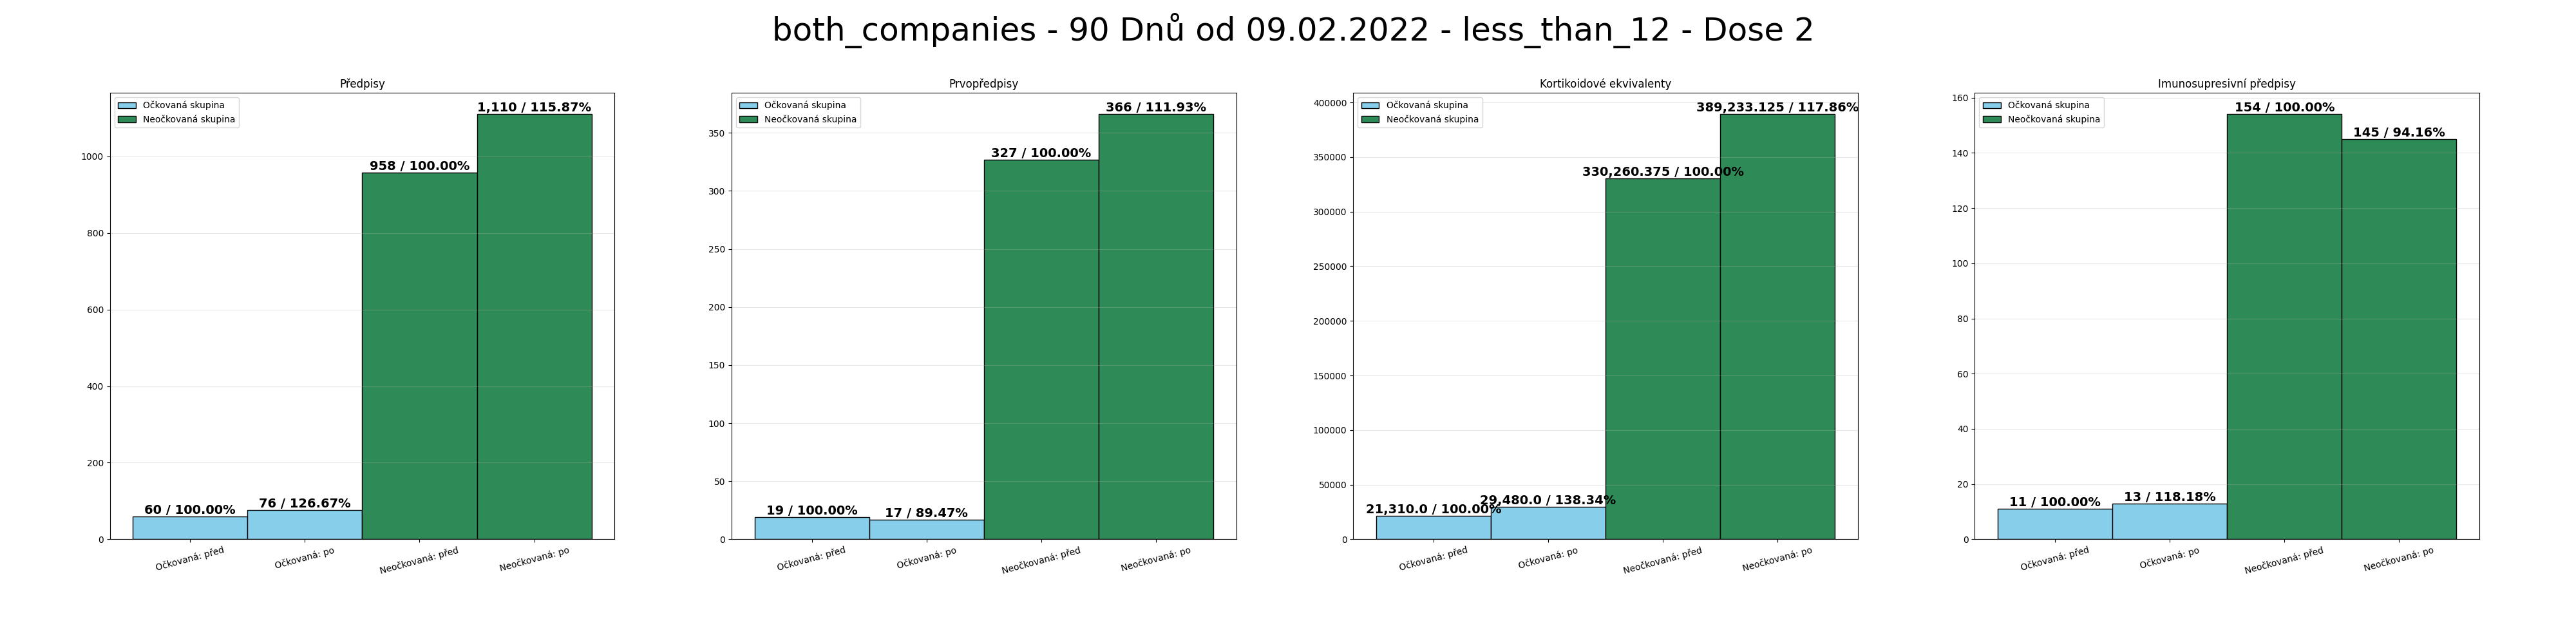 both_companies - 90 Dnů od 09.02.2022 - less_than_12 - Dose 2
Předpisy
Očkovaná skupina
Neočkovaná skupina
1,110 / 115.87%
958 / 100.00%
76 / 126.67%
60 / 100.00%
1000
800
600
400
200
0
Očkovaná: před
Očkovaná: po
Neočkovaná: před
Neočkovaná: po
Prvopředpisy
Očkovaná skupina
Neočkovaná skupina
366 / 111.93%
327 / 100.00%
19 / 100.00%
17 / 89.47%
350
300
250
200
150
100
50
0
Očkovaná: před
Očkovaná: po
Neočkovaná: před
Neočkovaná: po
Kortikoidové ekvivalenty
Očkovaná skupina
Neočkovaná skupina
389,233.125 / 117.86%
330,260.375 / 100.00%
29,480.0 / 138.34%
21,310.0 / 100.00%
400000
350000
300000
250000
200000
150000
100000
50000
0
Očkovaná: před
Očkovaná: po
Neočkovaná: před
Neočkovaná: po
Imunosupresivní předpisy
Očkovaná skupina
Neočkovaná skupina
154 / 100.00%
145 / 94.16%
13 / 118.18%
11 / 100.00%
160
140
120
100
80
60
40
20
0
Očkovaná: před
Očkovaná: po
Neočkovaná: před
Neočkovaná: po